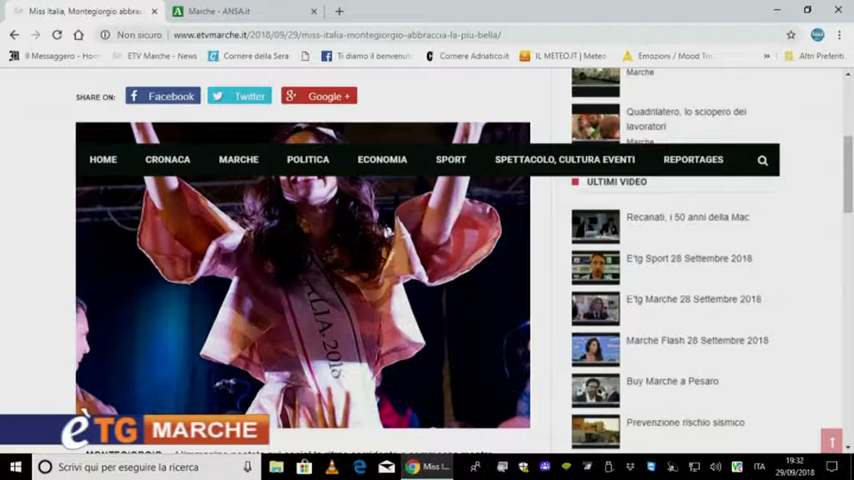 Miss Italia, Montegiorgio abbrac
Marche - ANSA.it
Non sicuro
www.etvmarche.it/2018/09/29/miss-italia-montegiorgio-abbraccia-la-piu-bella/
Il Messaggero - Hom
ETV Marche - News
Corriere della Sera
Ti diamo il benvenuto
Corriere Adriatico.it
IL METEO.IT | Meteo
Emozioni / Mood
Altri Preferiti
SHARE ON:
Facebook
Twitter
Google +
Marche
Quadrilatero, lo sciopero dei
lavoratori
Marche
HOME
CRONACA
MARCHE
POLITICA
ECONOMIA
SPORT
SPETTACOLO, CULTURA EVENTI
REPORTAGES
ULTIMI VIDEO
Recanati, i 50 anni della Mac
E'tg Sport 28 Settembre 2018
E'tg Marche 28 Settembre 2018
Marche Flash 28 Settembre 2018
Buy Marche a Pesaro
Prevenzione rischio sismico
ITALIA 2018
èTG MARCHE
Scrivi qui per eseguire la ricerca
Miss I...
ITA
19:32
29/09/2018